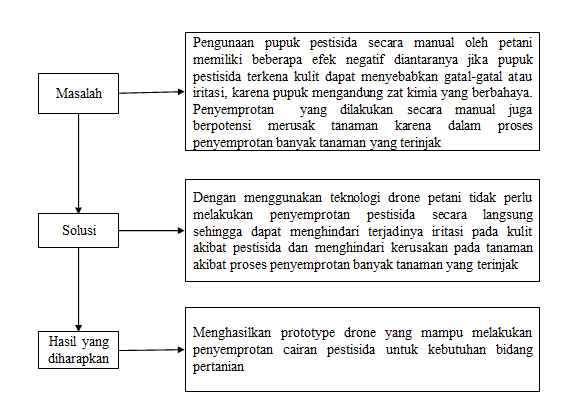 Masalah
Pengunaan pupuk pestisida secara manual oleh petani
memiliki beberapa efek negatif diantaranya jika pupuk
pestisida terkena kulit dapat menyebabkan gatal-gatal atau
iritasi, karena pupuk mengandung zat kimia yang berbahaya.
Penyemprotan yang dilakukan secara manual juga
berpotensi merusak tanaman karena dalam proses
penyemprotan banyak tanaman yang terinjak
Solusi
Dengan menggunakan teknologi drone petani tidak perlu
melakukan penyemprotan pestisida secara langsung
sehingga dapat menghindari terjadinya iritasi pada kulit
akibat pestisida dan menghindari kerusakan pada tanaman
akibat proses penyemprotan banyak tanaman yang terinjak
Hasil yang
diharapkan
Menghasilkan prototype drone yang mampu melakukan
penyemprotan cairan pestisida untuk kebutuhan bidang
pertanian